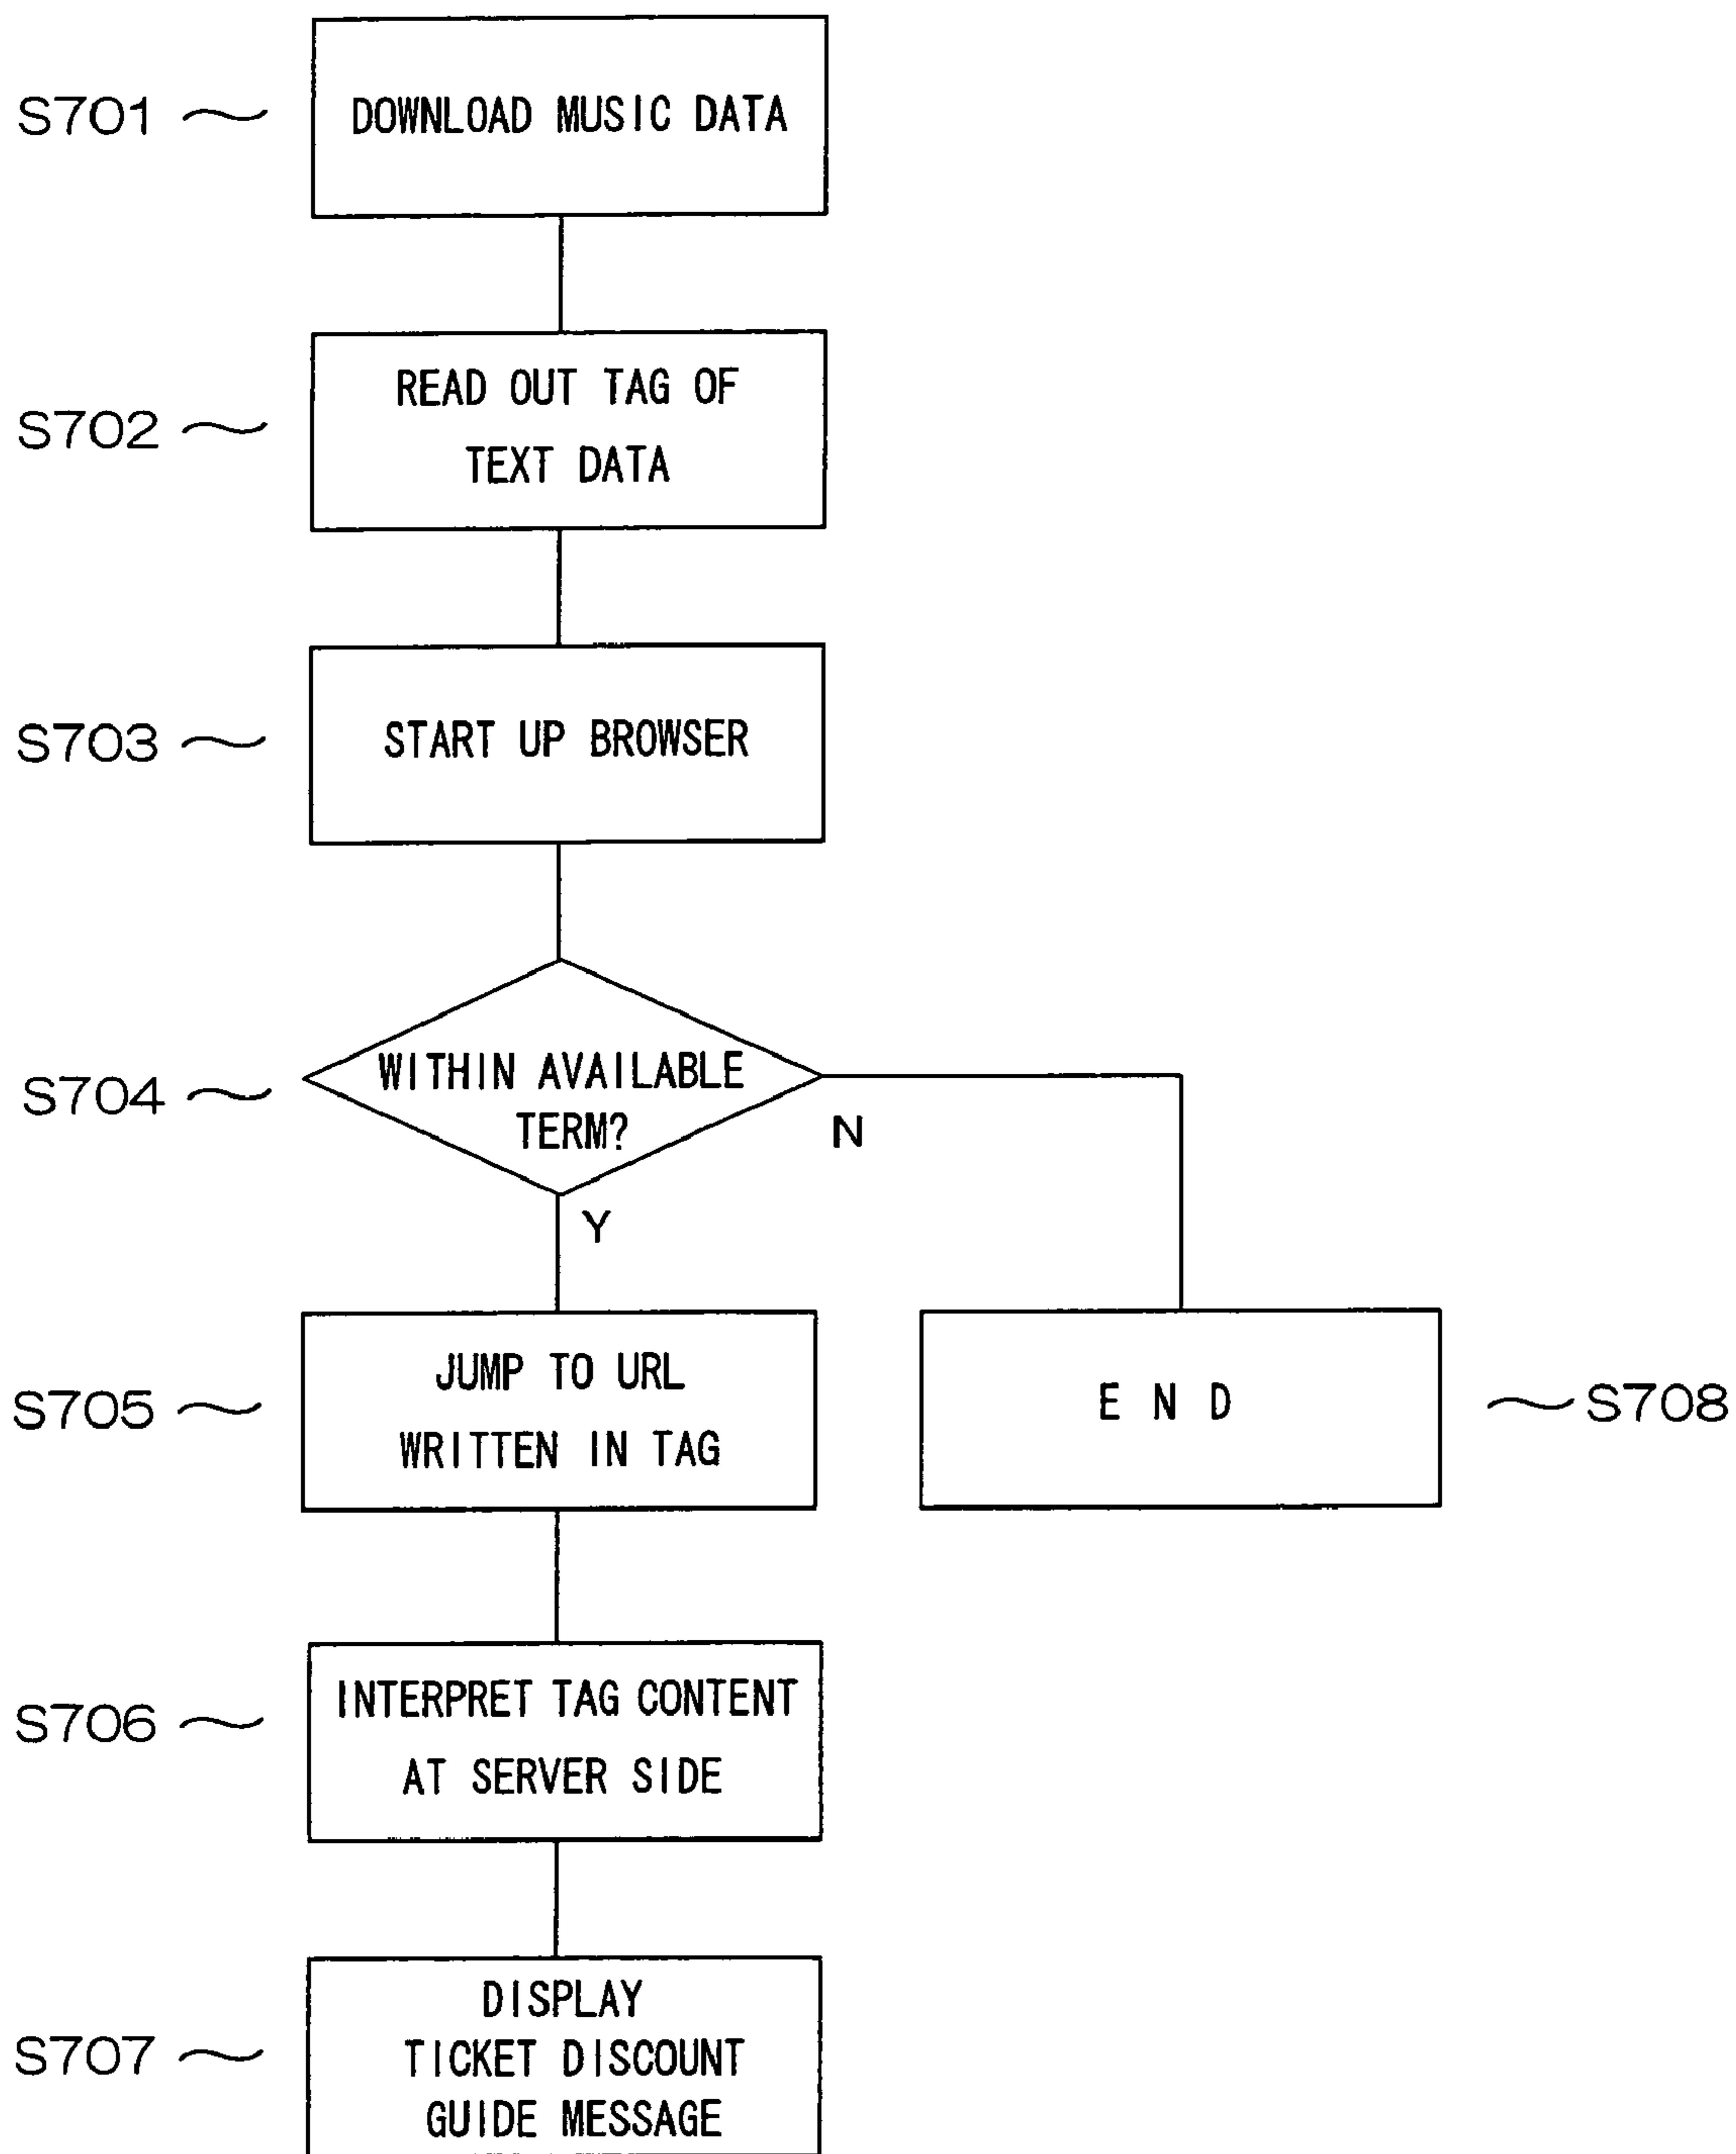 S701
DOWNLOAD MUSIC DATA
S702
READ OUT TAG OF
TEXT DATA
S703
START UP BROWSER
S704
WITHIN AVAILABLE
TERM?
N
Y
S705
JUMP TO URL
WRITTEN IN TAG
E N D
S708
S706
INTERPRET TAG CONTENT
AT SERVER SIDE
S707
DISPLAY
TICKET DISCOUNT
GUIDE MESSAGE